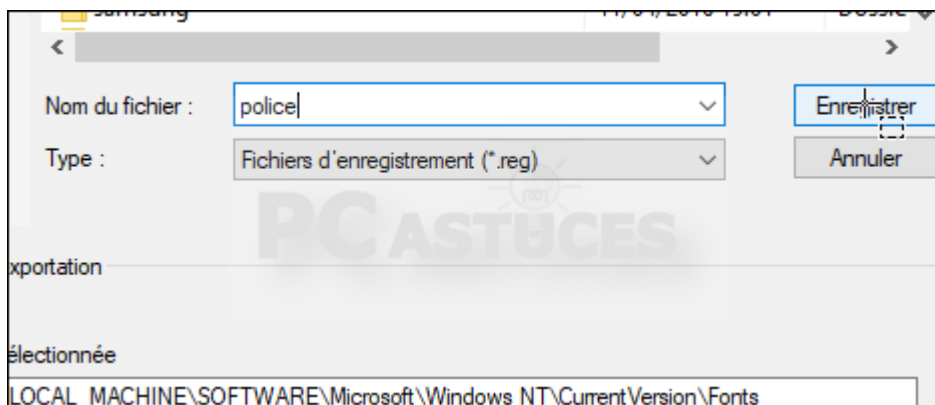 samsung
Nom du fichier : police
Enregistrer
Type : Fichiers d'enregistrement (*.reg)
Annuler
PC ASTUCES
xportation
électionnée
LOCAL_MACHINE\SOFTWARE\Microsoft\Windows NT\CurrentVersion\Fonts